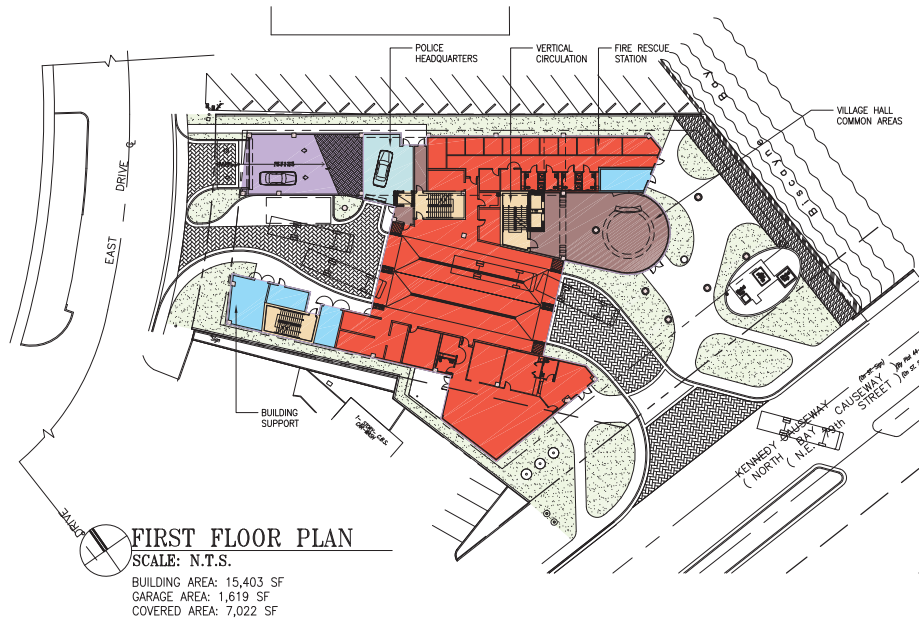 POLICE
HEADQUARTERS
VERTICAL
CIRCULATION
FIRE RESCUE
STATION
VILLAGE HALL
COMMON AREAS
Biscayne Bay
EAST DRIVE
BUILDING
SUPPORT
KENNEDY CAUSEWAY
( NORTH BAY CAUSEWAY )
( N.E. 79th STREET )
DRIVE
FIRST FLOOR PLAN
SCALE: N.T.S.
BUILDING AREA: 15,403 SF
GARAGE AREA: 1,619 SF
COVERED AREA: 7,022 SF